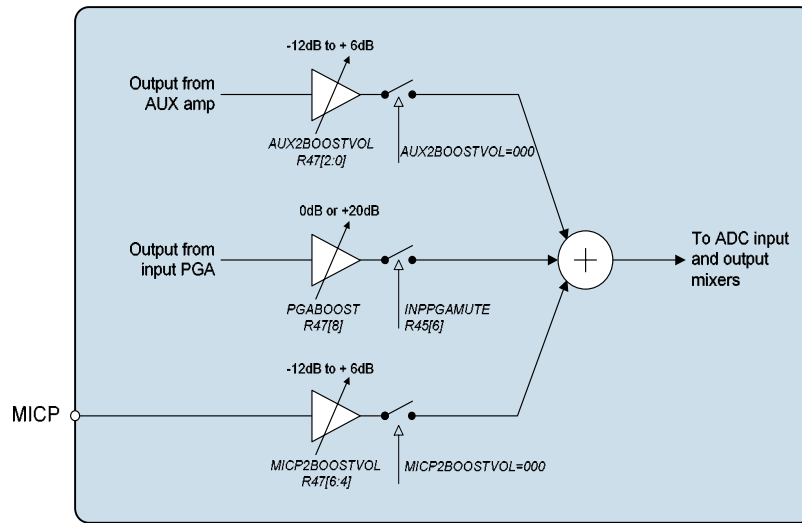 -12dB to + 6dB
Output from
AUX amp
AUX2BOOSTVOL
R47[2:0]
AUX2BOOSTVOL=000
0dB or +20dB
Output from
input PGA
PGABOOST
R47[8]
INPPGAMUTE
R45[6]
+
To ADC input
and output
mixers
-12dB to + 6dB
MICP
MICP2BOOSTVOL
R47[6:4]
MICP2BOOSTVOL=000